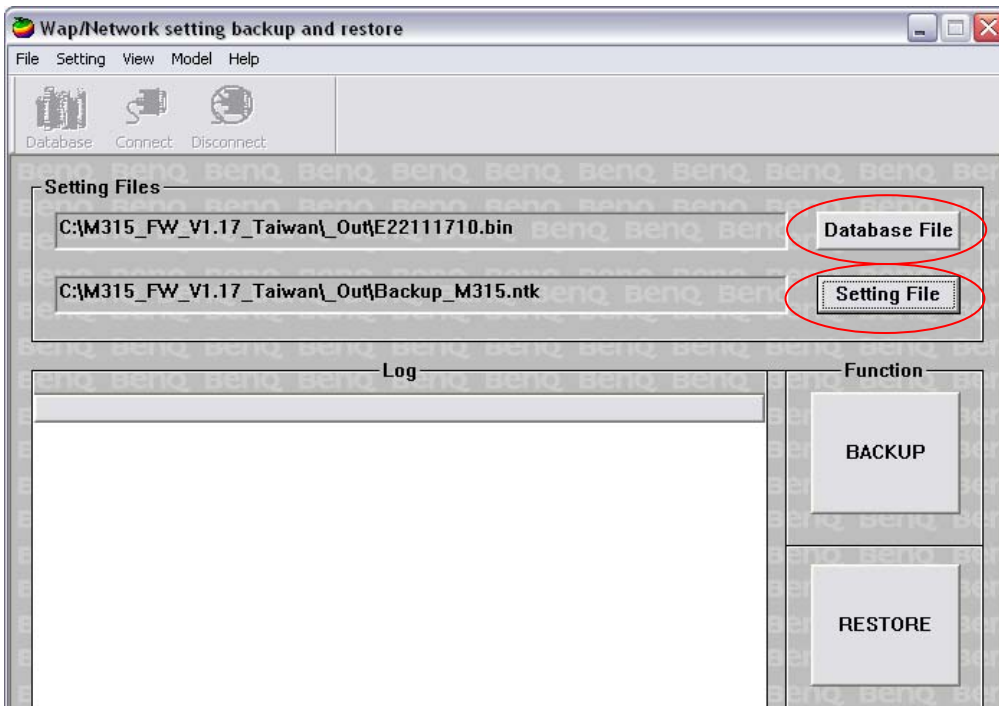 Wap/Network setting backup and restore
File Setting View Model Help
Database Connect Disconnect
Setting Files
C:\M315_FW_V1.17_Taiwan\_Out\E22111710.bin
Database File
C:\M315_FW_V1.17_Taiwan\_Out\Backup_M315.ntk
Setting File
Log
Function
BACKUP
RESTORE
BenQ